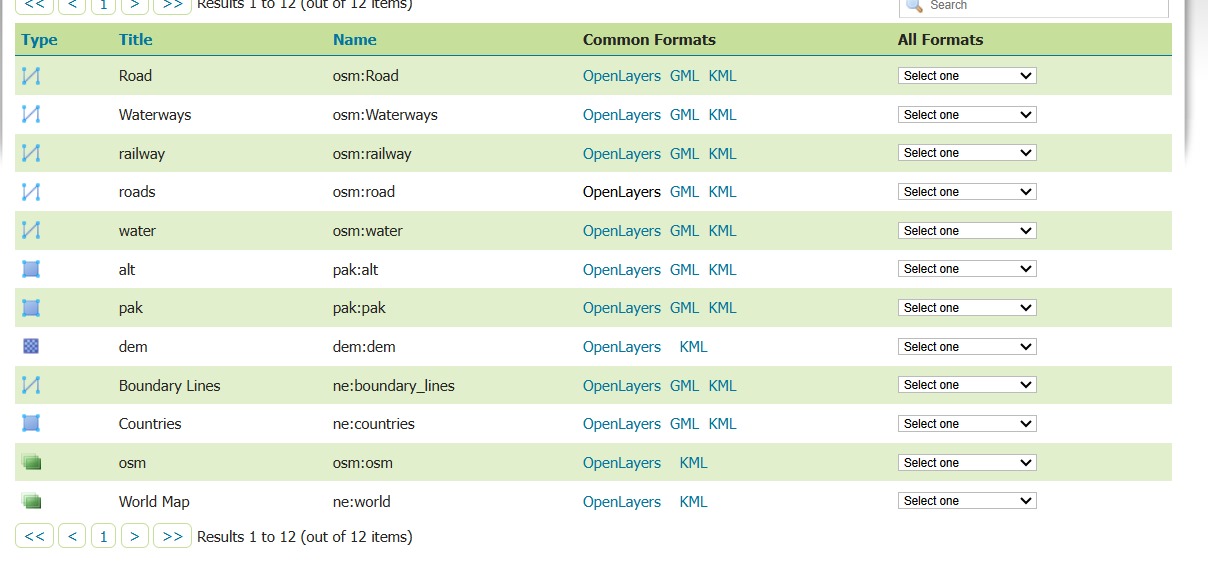 << < 1 > >> Results 1 to 12 (out of 12 items) Search
Type Title Name Common Formats All Formats
Road osm:Road OpenLayers GML KML Select one
Waterways osm:Waterways OpenLayers GML KML Select one
railway osm:railway OpenLayers GML KML Select one
roads osm:road OpenLayers GML KML Select one
water osm:water OpenLayers GML KML Select one
alt pak:alt OpenLayers GML KML Select one
pak pak:pak OpenLayers GML KML Select one
dem dem:dem OpenLayers KML Select one
Boundary Lines ne:boundary_lines OpenLayers GML KML Select one
Countries ne:countries OpenLayers GML KML Select one
osm osm:osm OpenLayers KML Select one
World Map ne:world OpenLayers KML Select one
<< < 1 > >> Results 1 to 12 (out of 12 items)